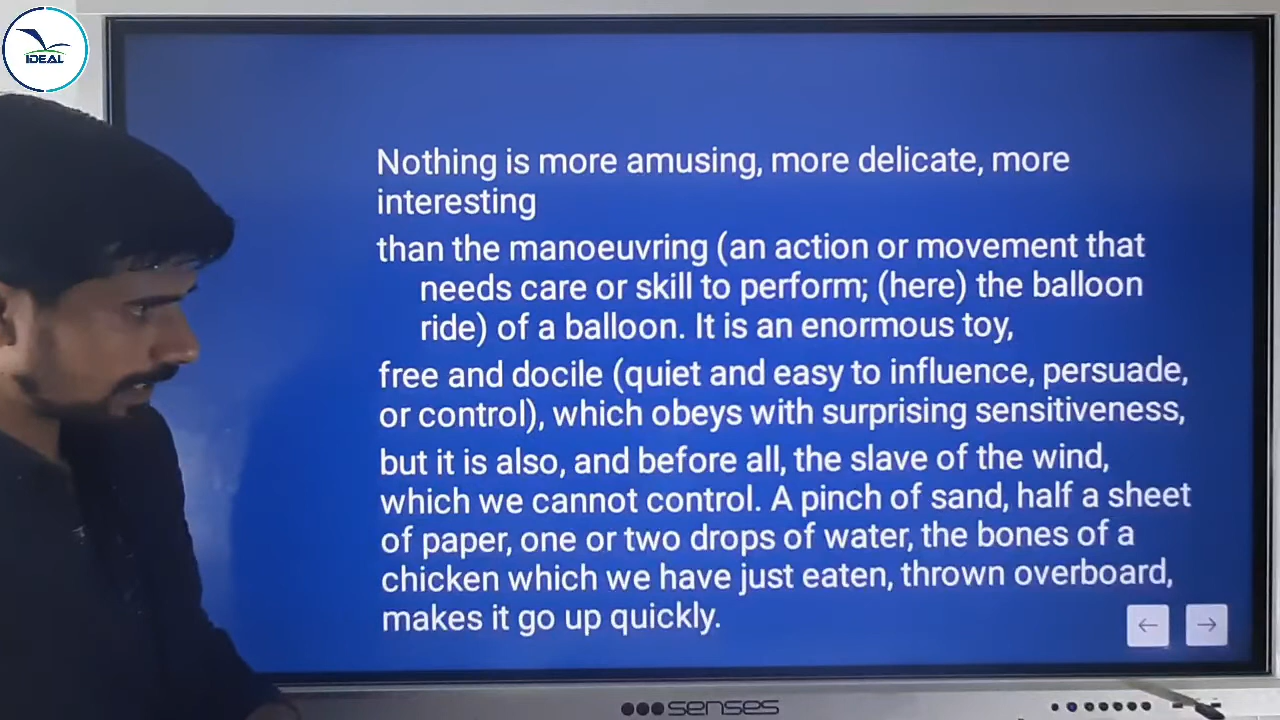 IDEAL
Nothing is more amusing, more delicate, more
interesting
than the manoeuvring (an action or movement that
needs care or skill to perform; (here) the balloon
ride) of a balloon. It is an enormous toy,
free and docile (quiet and easy to influence, persuade,
or control), which obeys with surprising sensitiveness,
but it is also, and before all, the slave of the wind,
which we cannot control. A pinch of sand, half a sheet
of paper, one or two drops of water, the bones of a
chicken which we have just eaten, thrown overboard,
makes it go up quickly.
senses